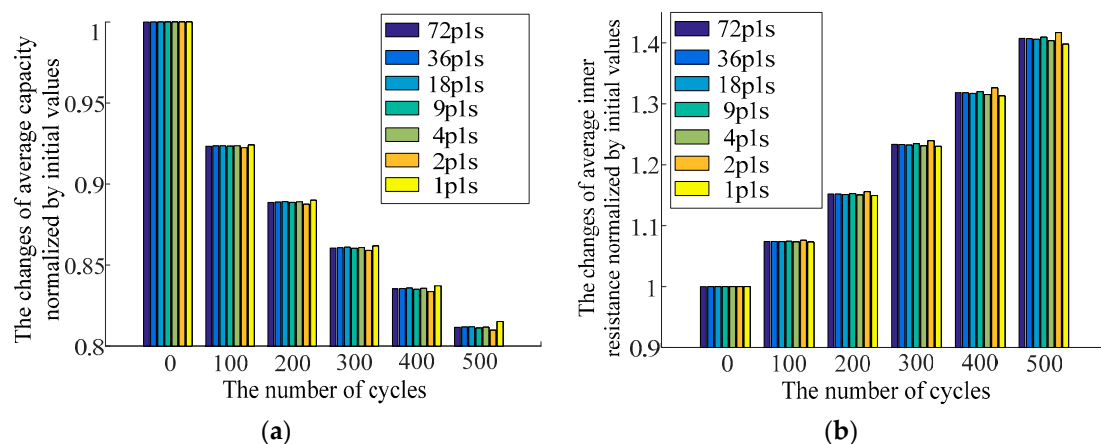 The changes of average capacity
normalized by initial values
1
0.95
0.9
0.85
0.8
72p1s
36p1s
18p1s
9p1s
4p1s
2p1s
1p1s
0 100 200 300 400 500
The number of cycles
(a)
The changes of average inner
resistance normalized by initial values
1.4
1.3
1.2
1.1
1
0.9
72p1s
36p1s
18p1s
9p1s
4p1s
2p1s
1p1s
0 100 200 300 400 500
The number of cycles
(b)